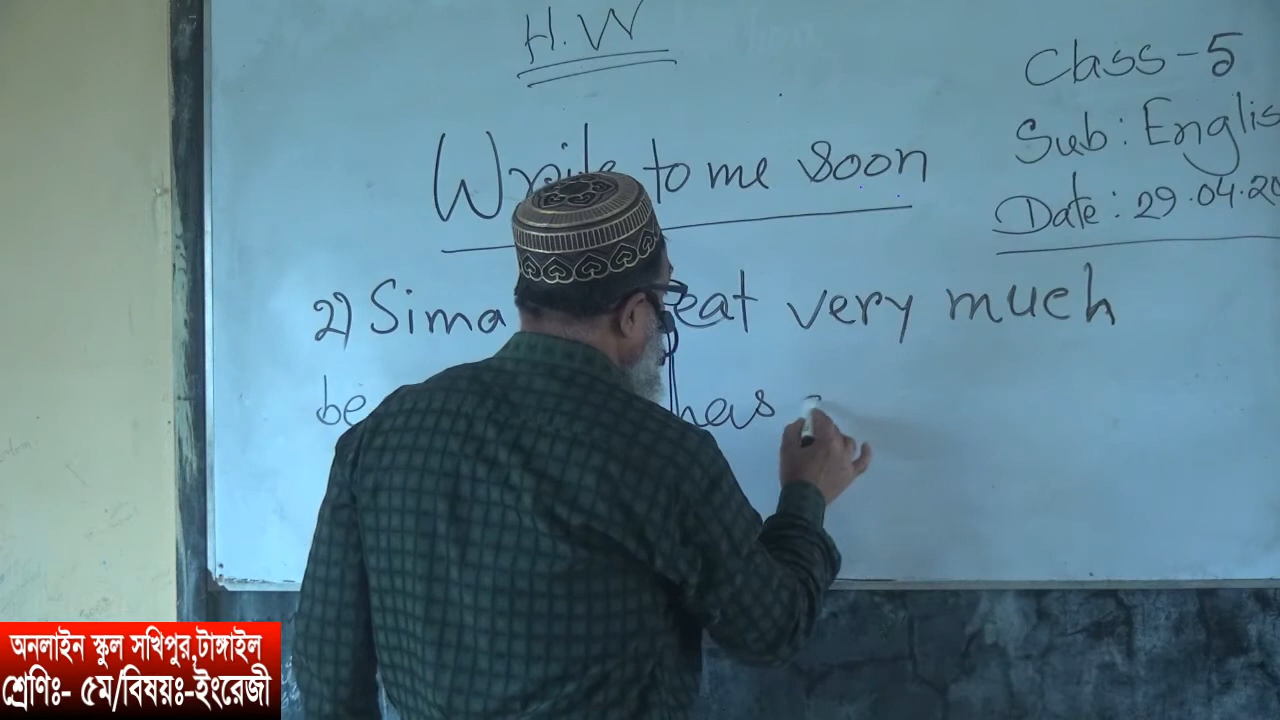 H.W
Class-5
Sub: Englis
Date: 29.04.20
Write to me soon
2) Sima eat very much
be has
অনলাইন স্কুল সখিপুর,টাঙ্গাইল
শ্রেণিঃ- ৫ম/বিষয়ঃ-ইংরেজী